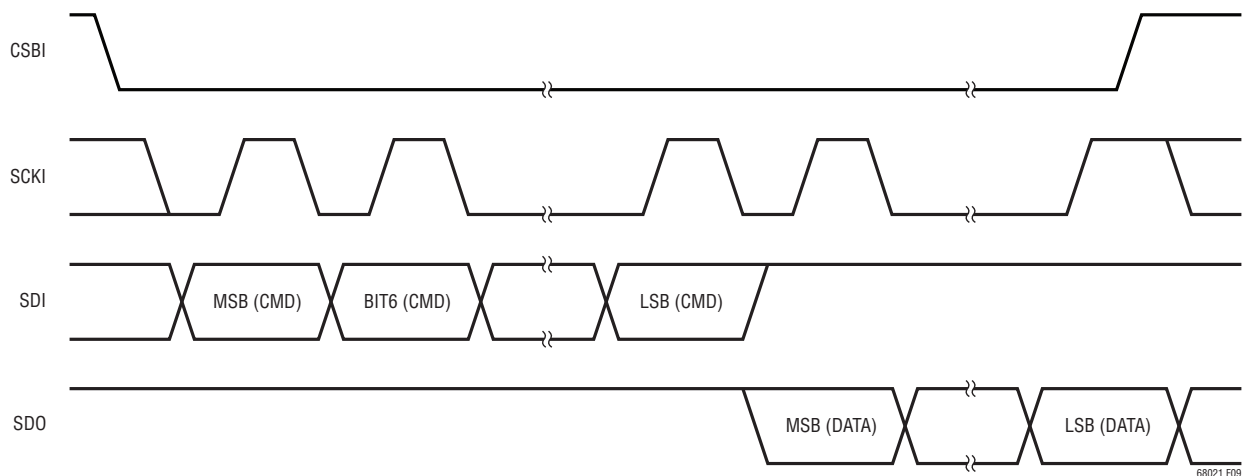 CSBI
SCKI
SDI
MSB (CMD)
BIT6 (CMD)
LSB (CMD)
SDO
MSB (DATA)
LSB (DATA)
68021 F09